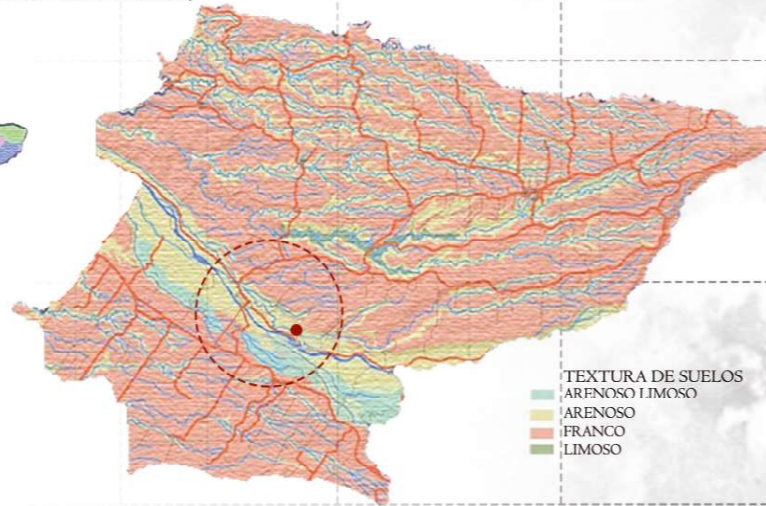 TEXTURA DE SUELOS
ARENOSO LIMOSO
ARENOSO
FRANCO
LIMOSO